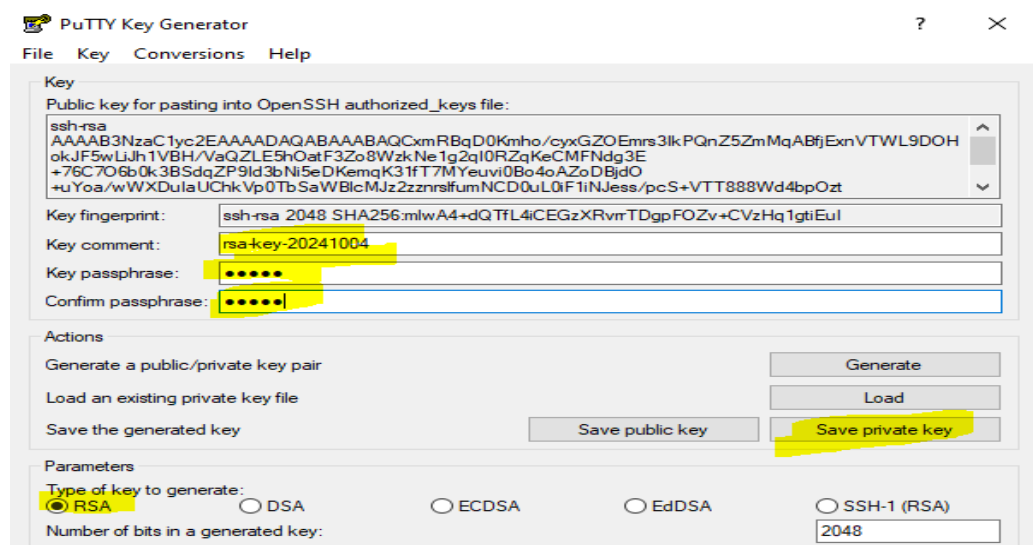 PuTTY Key Generator ? ×
File Key Conversions Help
Key
Public key for pasting into OpenSSH authorized_keys file:
ssh-rsa
AAAAB3NzaC1yc2EAAAADAQABAAABAQCxmRBqD0Kmho/cyxGZOEmrs3lkPQnZ5ZmMqABfjExnVTWL9DOH
okJF5wLiJh1VBH/VaQZLE5hOatF3Zo8WzkNe1g2qI0RZqKeCMFNdg3E
+76C7O6b0k3BSdqZP9Id3bNi5eDKemqK31fT7MYeuvi0Bo4oAZoDBjdO
+uYoa/wWXDulaUChkVp0TbSaWBlcMJz2zznrslfumNCD0uL0iF1iNJess/pcS+VTT888Wd4bpOzt
Key fingerprint: ssh-rsa 2048 SHA256:mlwA4+dQTfL4iCEGzXRvrrTDgpFOZv+CVzHq1gtiEuI
Key comment: rsa-key-20241004
Key passphrase: ●●●●●
Confirm passphrase: ●●●●●
Actions
Generate a public/private key pair Generate
Load an existing private key file Load
Save the generated key Save public key Save private key
Parameters
Type of key to generate:
RSA DSA ECDSA EdDSA SSH-1 (RSA)
Number of bits in a generated key: 2048